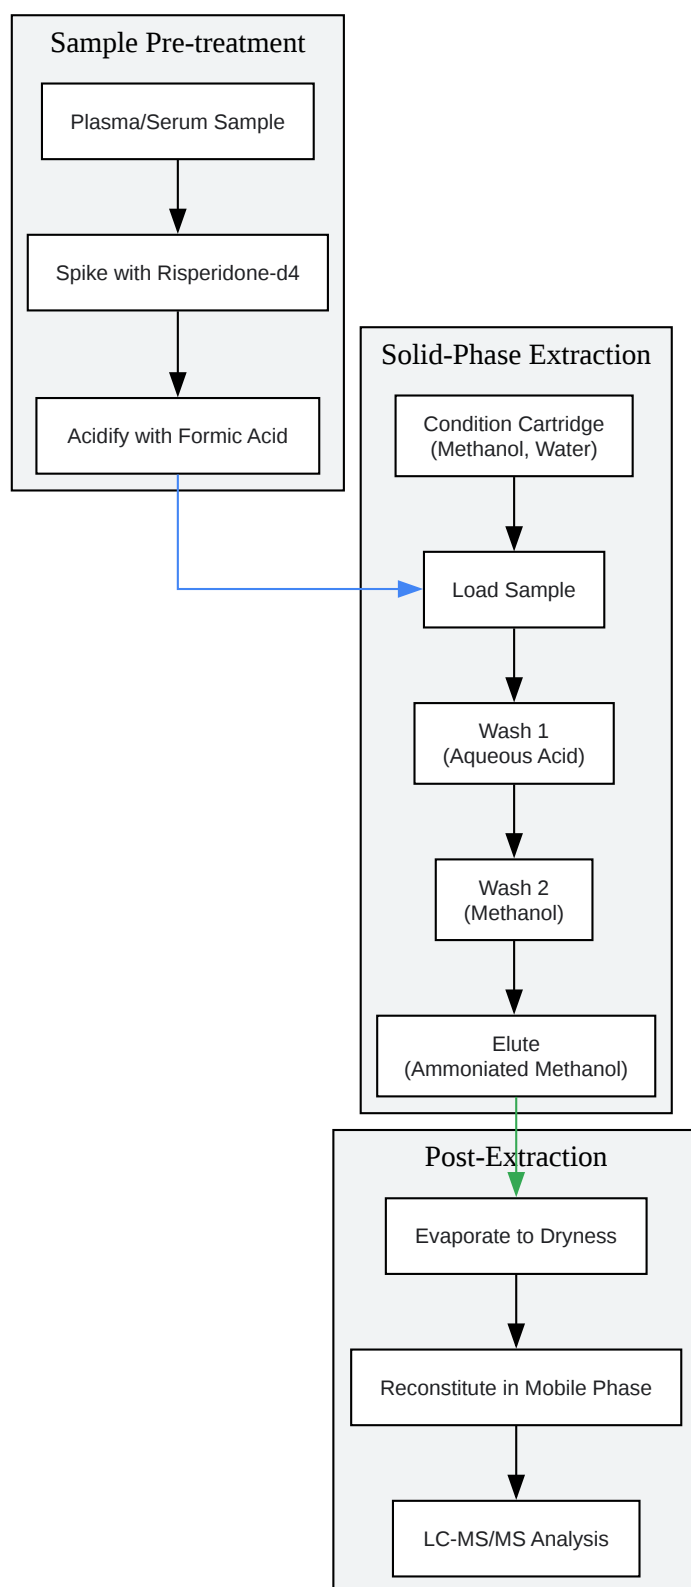 Sample Pre-treatment
Plasma/Serum Sample
Spike with Risperidone-d4
Acidify with Formic Acid
Solid-Phase Extraction
Condition Cartridge
(Methanol, Water)
Load Sample
Wash 1
(Aqueous Acid)
Wash 2
(Methanol)
Elute
(Ammoniated Methanol)
Post-Extraction
Evaporate to Dryness
Reconstitute in Mobile Phase
LC-MS/MS Analysis